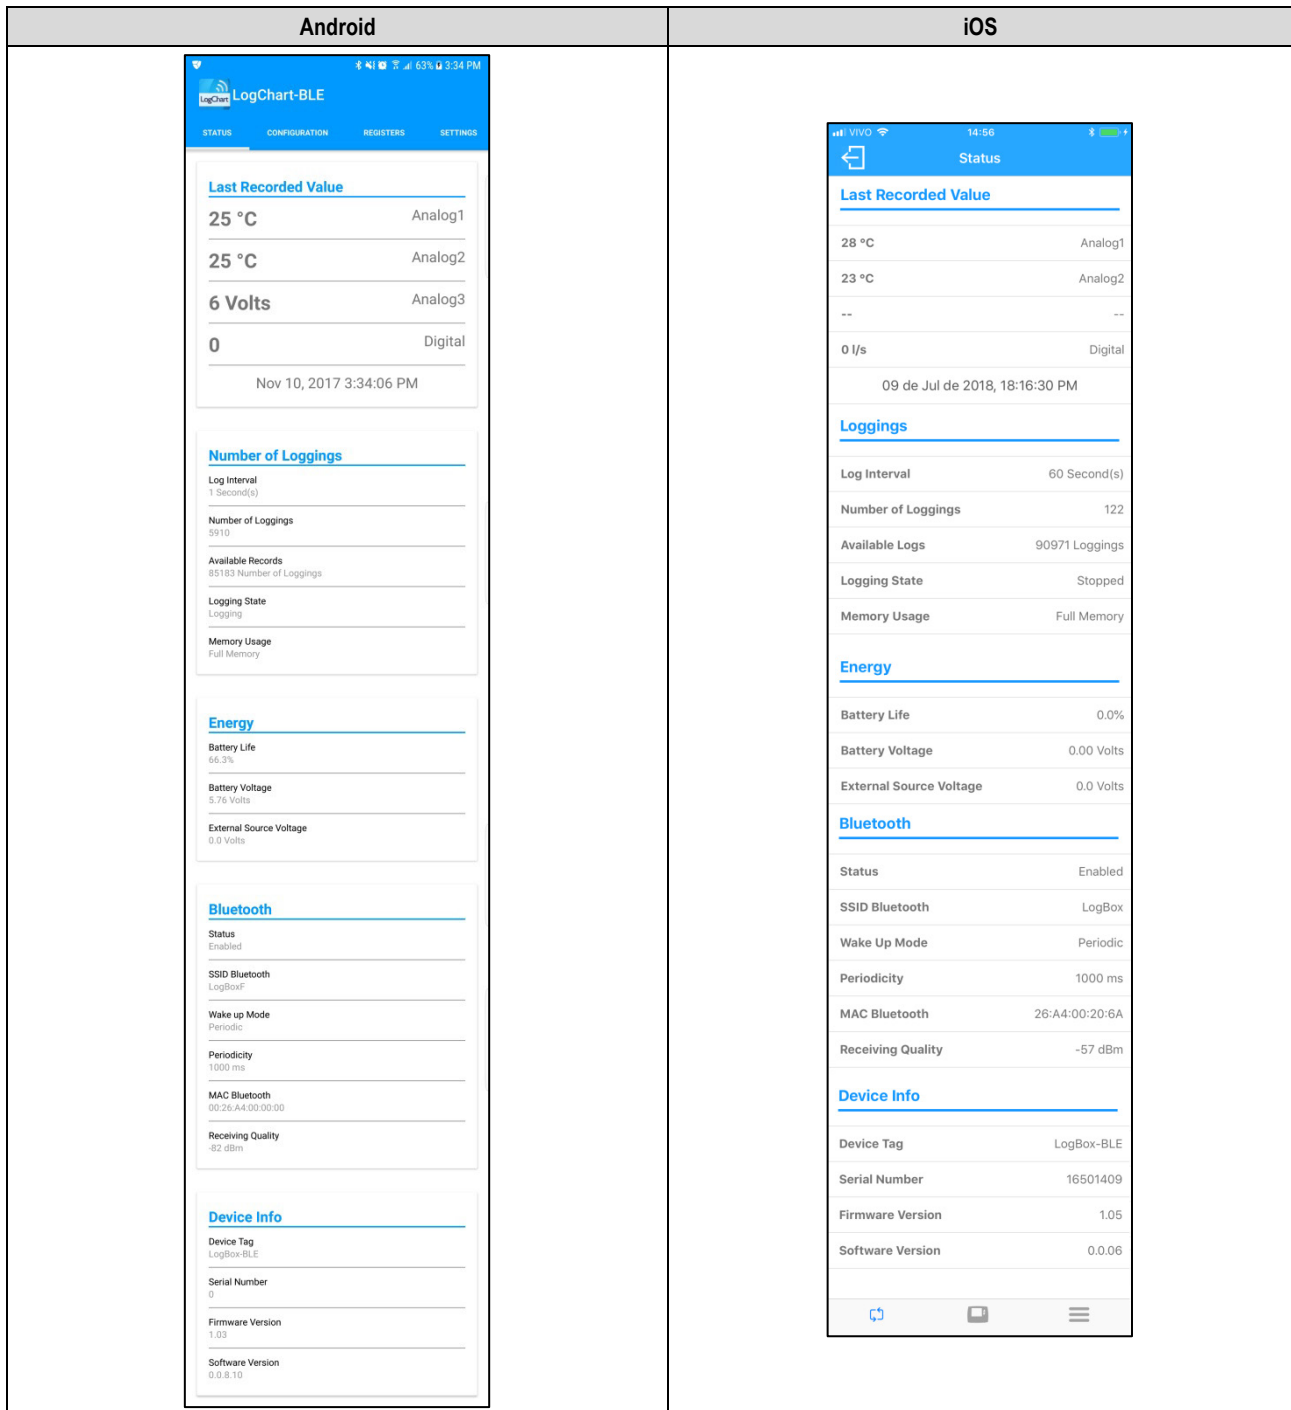 Android
iOS
63% 3:34 PM
LogChart LogChart-BLE
STATUS CONFIGURATION REGISTERS SETTINGS
Last Recorded Value
25 °C Analog1
25 °C Analog2
6 Volts Analog3
0 Digital
Nov 10, 2017 3:34:06 PM
Number of Loggings
Log Interval
1 Second(s)
Number of Loggings
5910
Available Records
85183 Number of Loggings
Logging State
Logging
Memory Usage
Full Memory
Energy
Battery Life
66.3%
Battery Voltage
5.76 Volts
External Source Voltage
0.0 Volts
Bluetooth
Status
Enabled
SSID Bluetooth
LogBoxF
Wake up Mode
Periodic
Periodicity
1000 ms
MAC Bluetooth
00:26:A4:00:00:00
Receiving Quality
-82 dBm
Device Info
Device Tag
LogBox-BLE
Serial Number
0
Firmware Version
1.03
Software Version
0.0.8.10
VIVO 14:56
Status
Last Recorded Value
28 °C Analog1
23 °C Analog2
-- --
0 l/s Digital
09 de Jul de 2018, 18:16:30 PM
Loggings
Log Interval 60 Second(s)
Number of Loggings 122
Available Logs 90971 Loggings
Logging State Stopped
Memory Usage Full Memory
Energy
Battery Life 0.0%
Battery Voltage 0.00 Volts
External Source Voltage 0.0 Volts
Bluetooth
Status Enabled
SSID Bluetooth LogBox
Wake Up Mode Periodic
Periodicity 1000 ms
MAC Bluetooth 26:A4:00:20:6A
Receiving Quality -57 dBm
Device Info
Device Tag LogBox-BLE
Serial Number 16501409
Firmware Version 1.05
Software Version 0.0.06